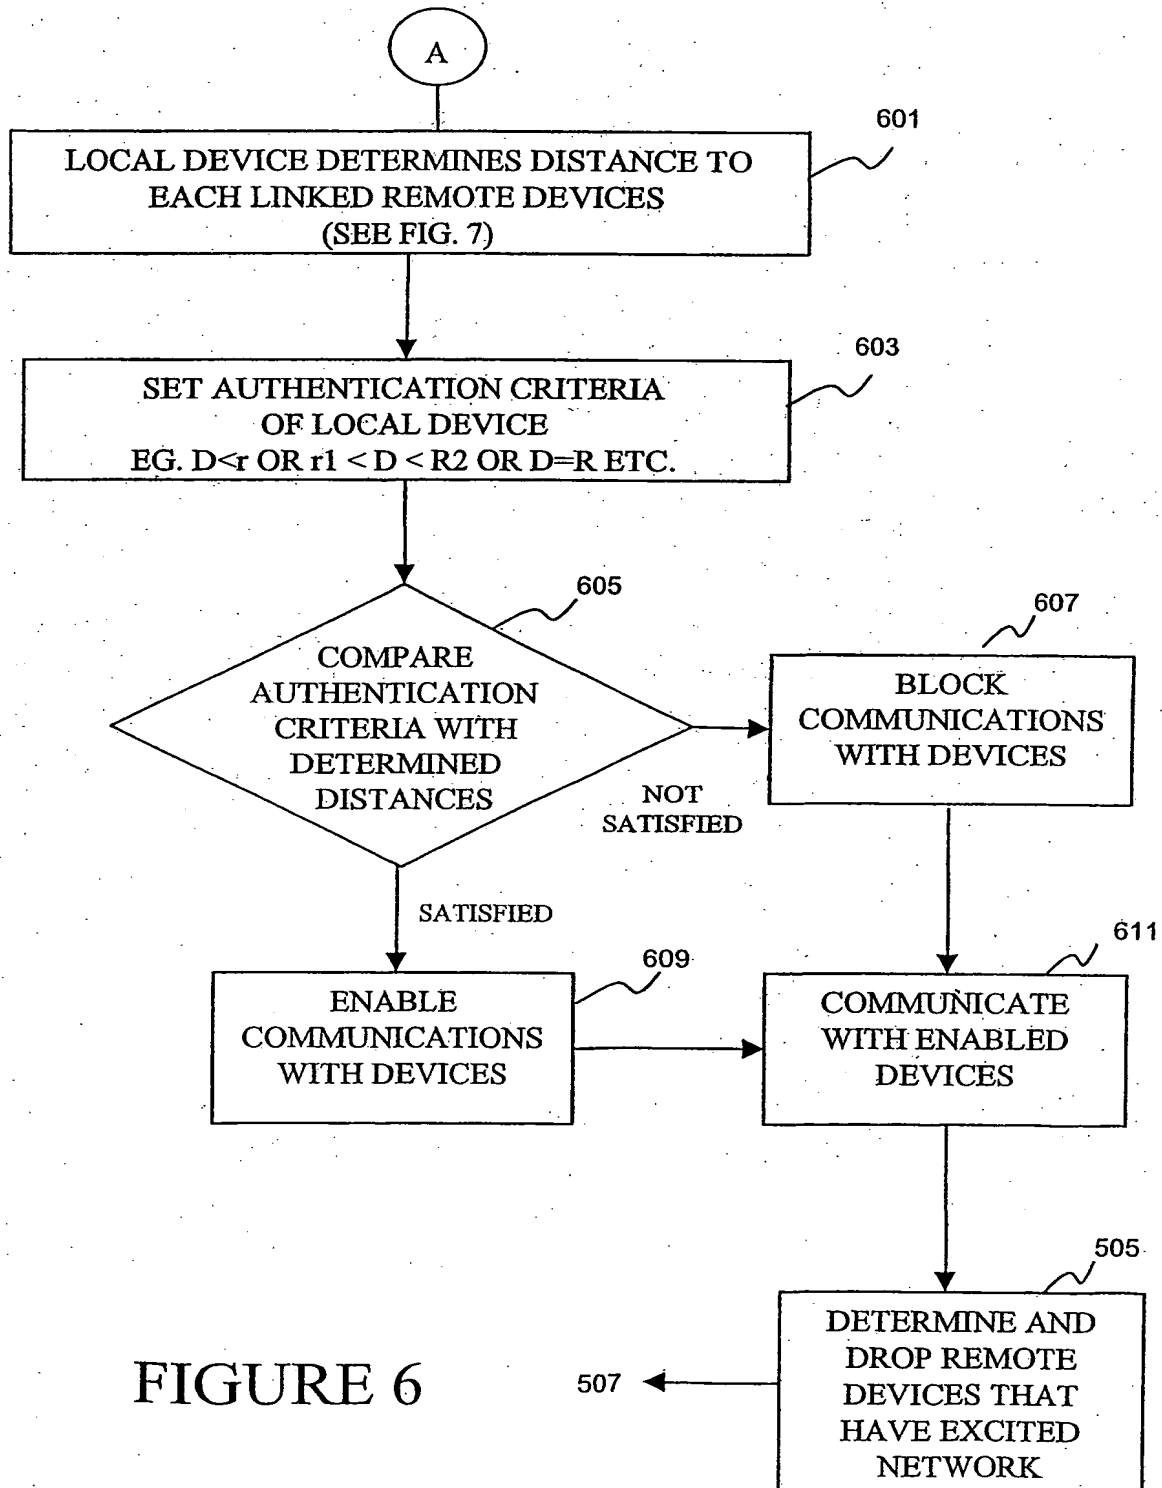 A
601
LOCAL DEVICE DETERMINES DISTANCE TO
EACH LINKED REMOTE DEVICES
(SEE FIG. 7)
603
SET AUTHENTICATION CRITERIA
OF LOCAL DEVICE
EG. D<r OR r1 < D < R2 OR D=R ETC.
605
COMPARE
AUTHENTICATION
CRITERIA WITH
DETERMINED
DISTANCES
607
BLOCK
COMMUNICATIONS
WITH DEVICES
NOT
SATISFIED
SATISFIED
609
ENABLE
COMMUNICATIONS
WITH DEVICES
611
COMMUNICATE
WITH ENABLED
DEVICES
505
DETERMINE AND
DROP REMOTE
DEVICES THAT
HAVE EXCITED
NETWORK
507
FIGURE 6